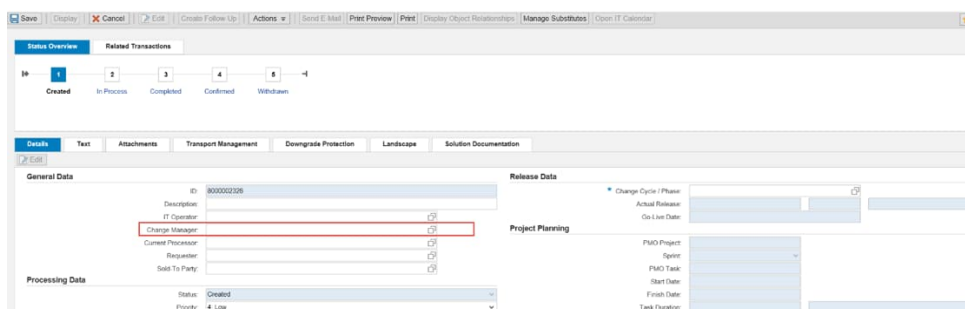 Save Display Cancel Edit Create Follow Up Actions Send E-Mail Print Preview Print Display Object Relationships Manage Substitutes Open IT Calendar
Status Overview Related Transactions
1 2 3 4 5
Created In Process Completed Confirmed Withdrawn
Details Text Attachments Transport Management Downgrade Protection Landscape Solution Documentation
Edit
General Data
ID: 8000002326
Description:
IT Operator:
Change Manager:
Current Processor:
Requester:
Sold-To Party:
Processing Data
Status: Created
Priority: 4 Low
Release Data
* Change Cycle / Phase:
Actual Release:
Go-Live Date:
Project Planning
PMO Project:
Sprint:
PMO Task:
Start Date:
Finish Date:
Task Duration: